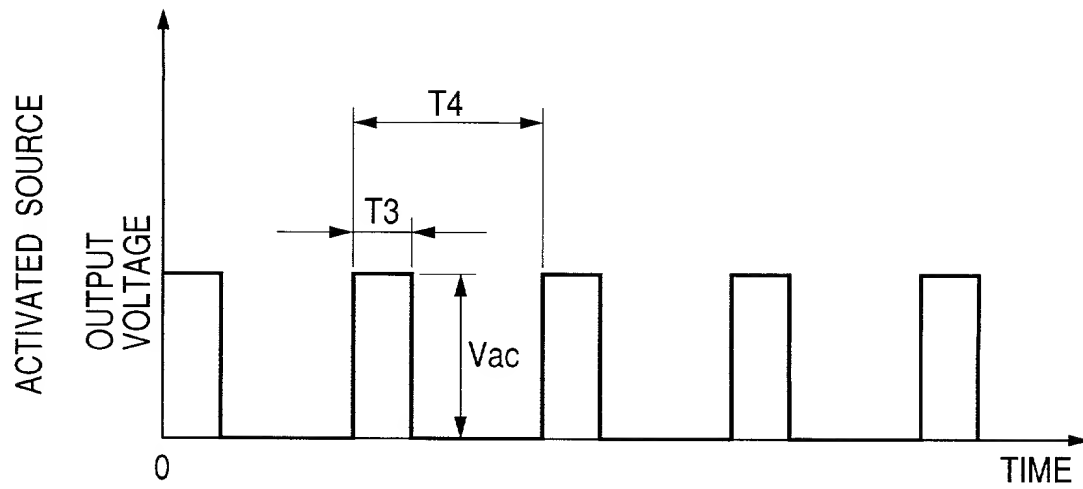 ACTIVATED SOURCE
OUTPUT
VOLTAGE
T4
T3
Vac
0
TIME